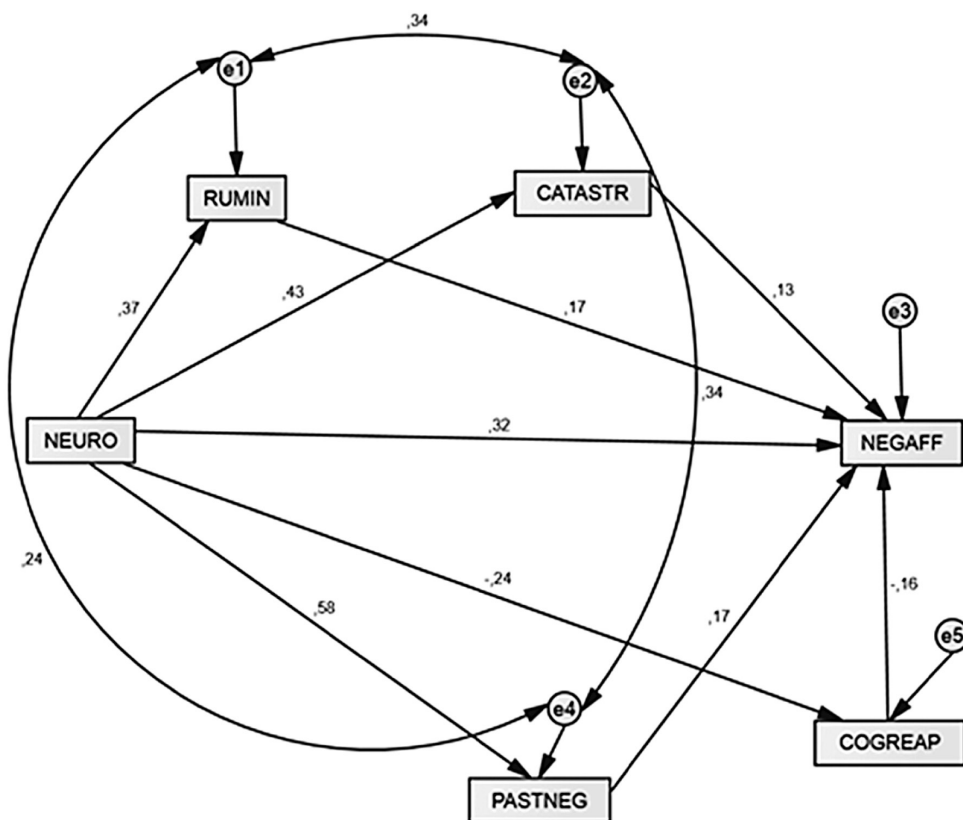 ,34
e1
e2
RUMIN
CATASTR
,37
,43
,17
,13
e3
,34
NEURO
,32
NEGAFF
,24
-,24
,58
,17
-,16
e5
e4
COGREAP
PASTNEG